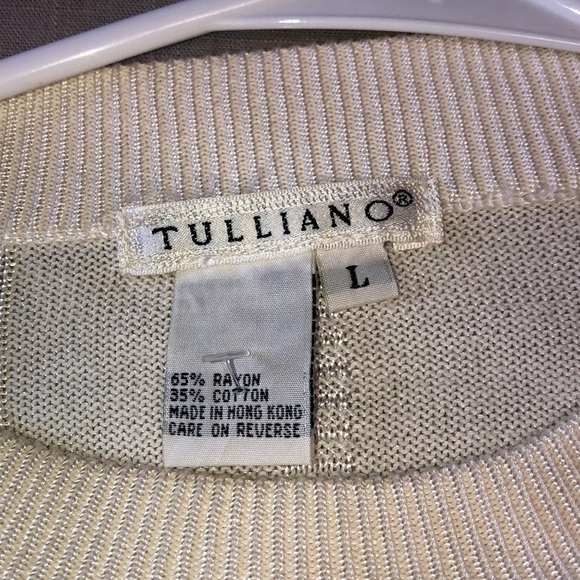 TULLIANO®
L
65% RAYON
35% COTTON
MADE IN HONG KONG
CARE ON REVERSE